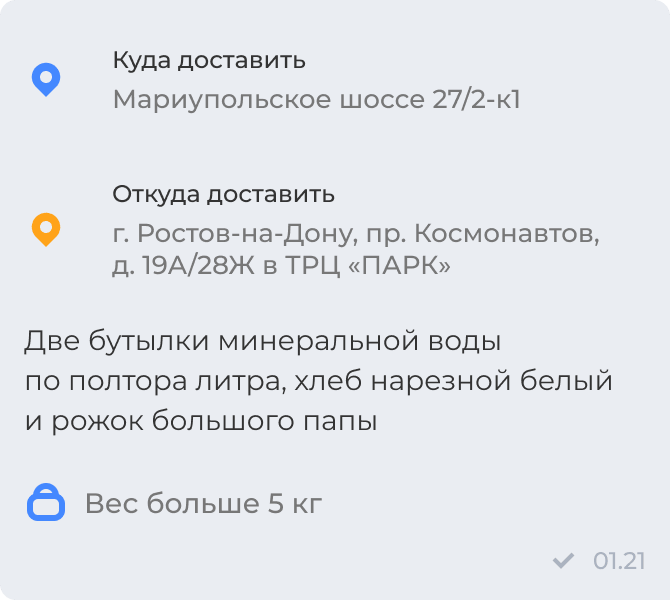 Куда доставить
Мариупольское шоссе 27/2-к1
Откуда доставить
г. Ростов-на-Дону, пр. Космонавтов,
д. 19А/28Ж в ТРЦ «ПАРК»
Две бутылки минеральной воды
по полтора литра, хлеб нарезной белый
и рожок большого папы
Вес больше 5 кг
01.21